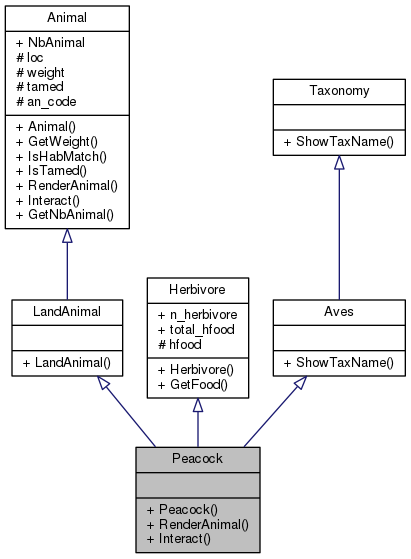 Animal
+ NbAnimal
# loc
# weight
# tamed
# an_code
+ Animal()
+ GetWeight()
+ IsHabMatch()
+ IsTamed()
+ RenderAnimal()
+ Interact()
+ GetNbAnimal()
Taxonomy
+ ShowTaxName()
LandAnimal
+ LandAnimal()
Herbivore
+ n_herbivore
+ total_hfood
# hfood
+ Herbivore()
+ GetFood()
Aves
+ ShowTaxName()
Peacock
+ Peacock()
+ RenderAnimal()
+ Interact()